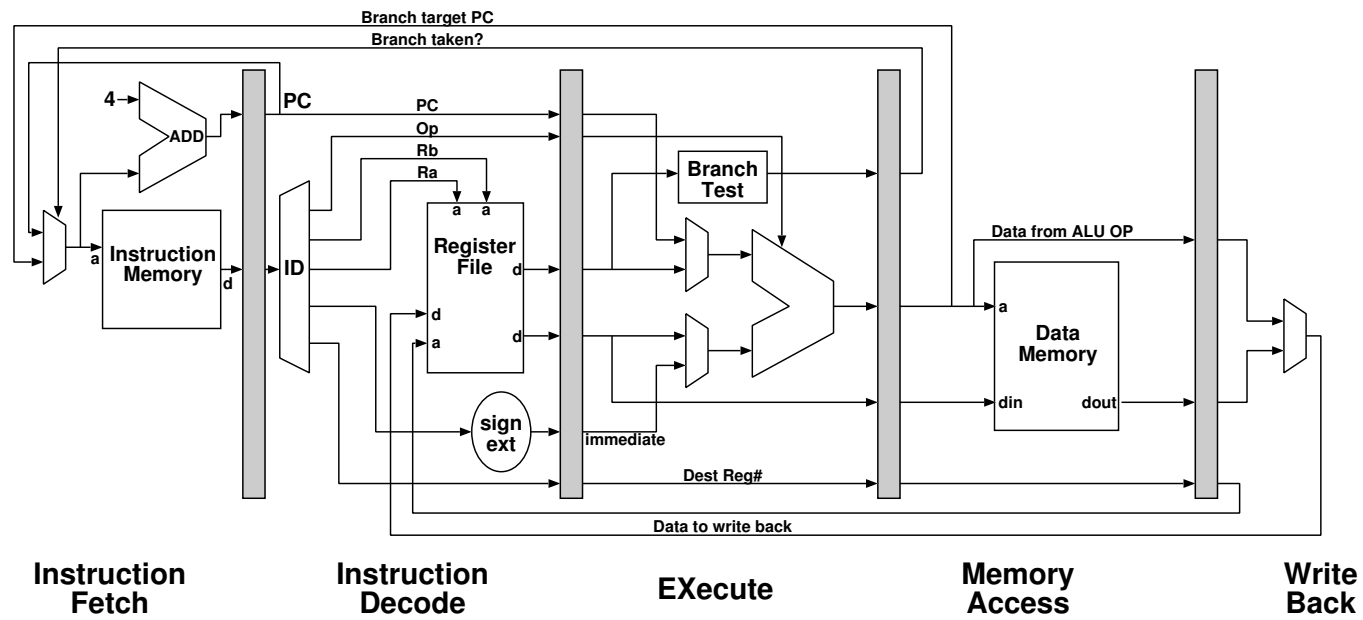 Branch target PC
Branch taken?
4
ADD
PC
PC
Op
Rb
Ra
Branch
Test
a
a
Instruction
Memory
a
d
ID
Register
File
d
d
d
a
Data from ALU OP
a
Data
Memory
din
dout
sign
ext
immediate
Dest Reg#
Data to write back
Instruction
Fetch
Instruction
Decode
EXecute
Memory
Access
Write
Back